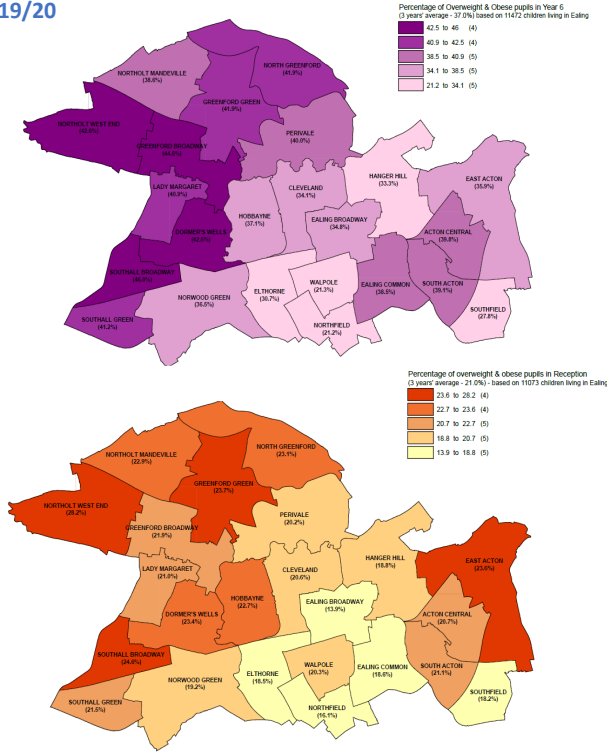 19/20
Percentage of Overweight & Obese pupils in Year 6
(3 years' average - 37.0%) based on 11472 children living in Ealing
42.5 to 46 (4)
40.9 to 42.5 (4)
38.5 to 40.9 (5)
34.1 to 38.5 (5)
21.2 to 34.1 (5)
NORTH GREENFORD
(41.9%)
NORTHOLT MANDEVILLE
(38.6%)
GREENFORD GREEN
(41.9%)
NORTHOLT WEST END
PERIVALE
(40.0%)
GREENFORD BROADWAY
HANGER HILL
(33.3%)
EAST ACTON
(35.9%)
LADY MARGARET
(40.9%)
CLEVELAND
(34.1%)
HOBBAYNE
(37.1%)
EALING BROADWAY
(34.8%)
DORMER'S WELLS
ACTON CENTRAL
(39.8%)
SOUTHALL BROADWAY
NORWOOD GREEN
ELTHORNE
(30.7%)
WALPOLE
(21.3%)
EALING COMMON
(38.5%)
SOUTH ACTON
(39.1%)
SOUTHFIELD
(27.8%)
SOUTHALL GREEN
(41.2%)
NORTHFIELD
(21.2%)
Percentage of overweight & obese pupils in Reception
(3 years' average - 21.0%) - based on 11073 children living in Ealing
23.6 to 28.2 (4)
22.7 to 23.6 (4)
20.7 to 22.7 (5)
18.8 to 20.7 (5)
13.9 to 18.8 (5)
NORTH GREENFORD
(23.1%)
NORTHOLT MANDEVILLE
(22.9%)
GREENFORD GREEN
(23.7%)
NORTHOLT WEST END
(28.2%)
PERIVALE
(20.2%)
GREENFORD BROADWAY
(21.9%)
HANGER HILL
(18.8%)
EAST ACTON
(23.6%)
LADY MARGARET
(21.0%)
CLEVELAND
(20.6%)
HOBBAYNE
(22.7%)
EALING BROADWAY
(13.9%)
DORMER'S WELLS
(23.4%)
ACTON CENTRAL
(20.7%)
SOUTHALL BROADWAY
(24.6%)
NORWOOD GREEN
(19.2%)
ELTHORNE
(18.5%)
WALPOLE
(20.3%)
EALING COMMON
(18.6%)
SOUTH ACTON
(21.1%)
SOUTHFIELD
(18.2%)
SOUTHALL GREEN
(21.5%)
NORTHFIELD
(16.1%)